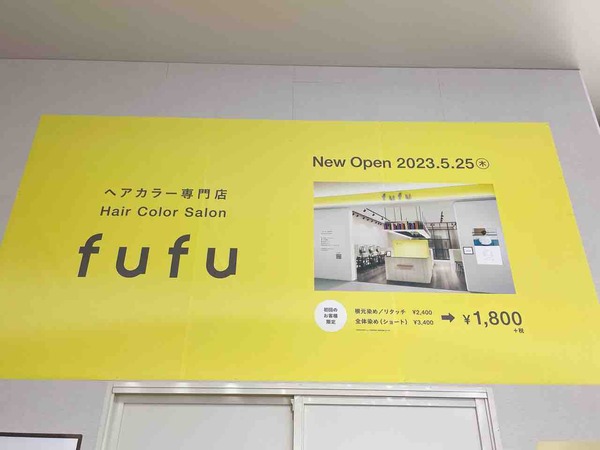 ヘアカラー専門店
Hair Color Salon
fufu
New Open 2023.5.25㊍
fufu
初回の
お客様
限定
根元染め／リタッチ ¥2,400
全体染め（ショート） ¥3,400
➡ ¥1,800
+税